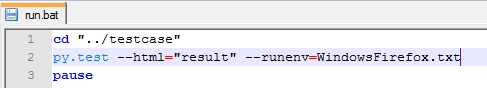 run.bat
1 cd "../testcase"
2 py.test --html="result" --runenv=WindowsFirefox.txt
3 pause